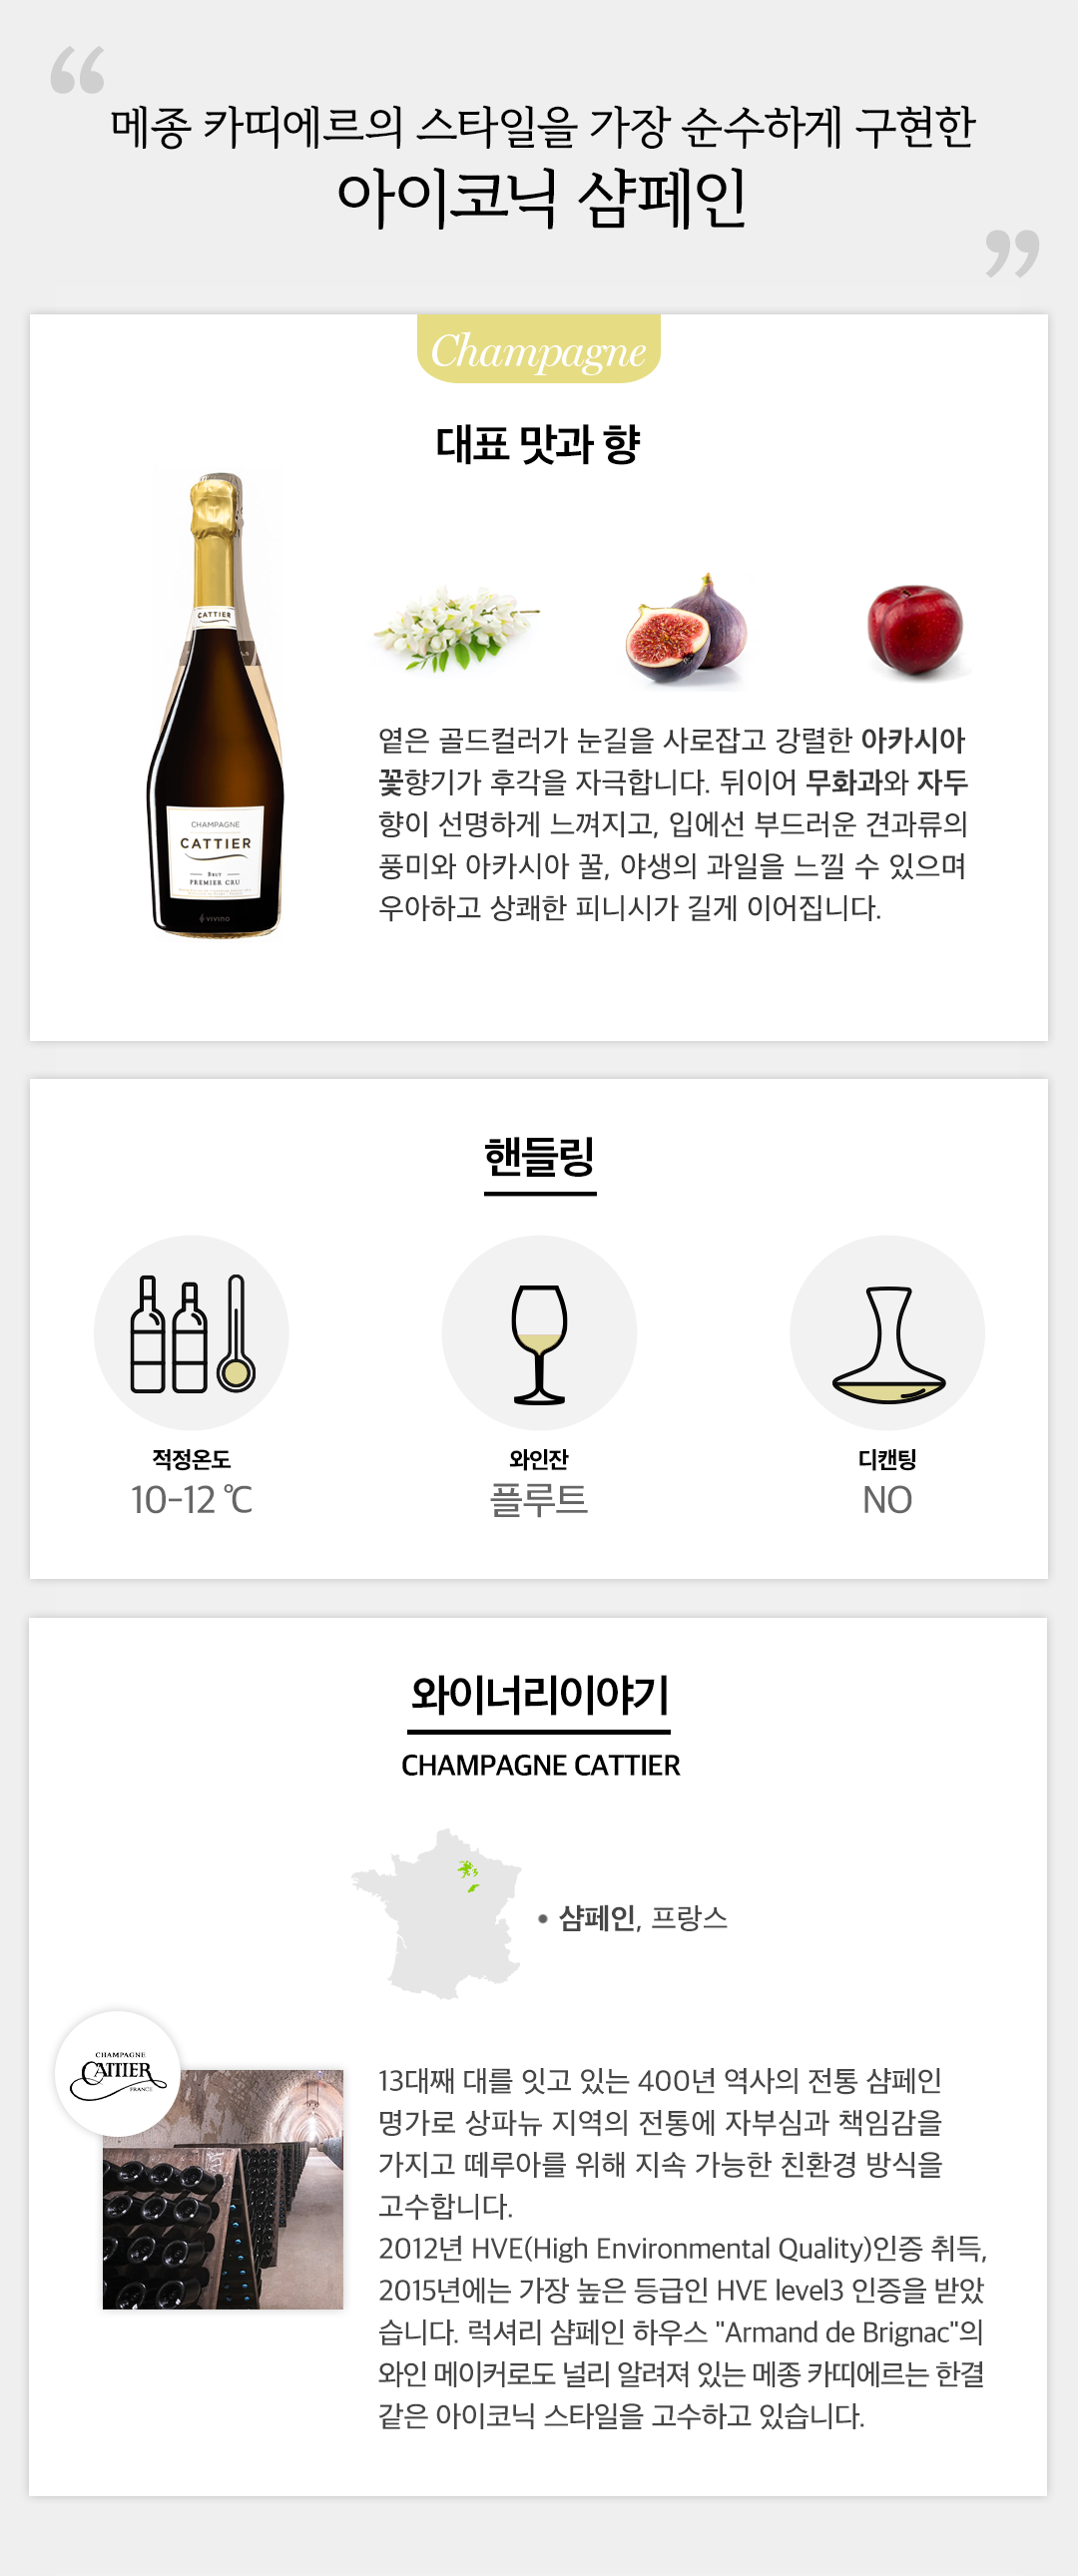 메종 카띠에르의 스타일을 가장 순수하게 구현한
아이코닉 샴페인
Champagne
대표 맛과 향
CATTIER
CHAMPAGNE
CATTIER
BRUT
PREMIER CRU
vivino
옅은 골드컬러가 눈길을 사로잡고 강렬한 아카시아
꽃향기가 후각을 자극합니다. 뒤이어 무화과와 자두
향이 선명하게 느껴지고, 입에선 부드러운 견과류의
풍미와 아카시아 꿀, 야생의 과일을 느낄 수 있으며
우아하고 상쾌한 피니시가 길게 이어집니다.
핸들링
적정온도
10-12 ℃
와인잔
플루트
디캔팅
NO
와이너리이야기
CHAMPAGNE CATTIER
• 샴페인, 프랑스
CHAMPAGNE
CATTIER
FRANCE
13대째 대를 잇고 있는 400년 역사의 전통 샴페인
명가로 상파뉴 지역의 전통에 자부심과 책임감을
가지고 떼루아를 위해 지속 가능한 친환경 방식을
고수합니다.
2012년 HVE(High Environmental Quality)인증 취득,
2015년에는 가장 높은 등급인 HVE level3 인증을 받았
습니다. 럭셔리 샴페인 하우스 "Armand de Brignac"의
와인 메이커로도 널리 알려져 있는 메종 카띠에르는 한결
같은 아이코닉 스타일을 고수하고 있습니다.